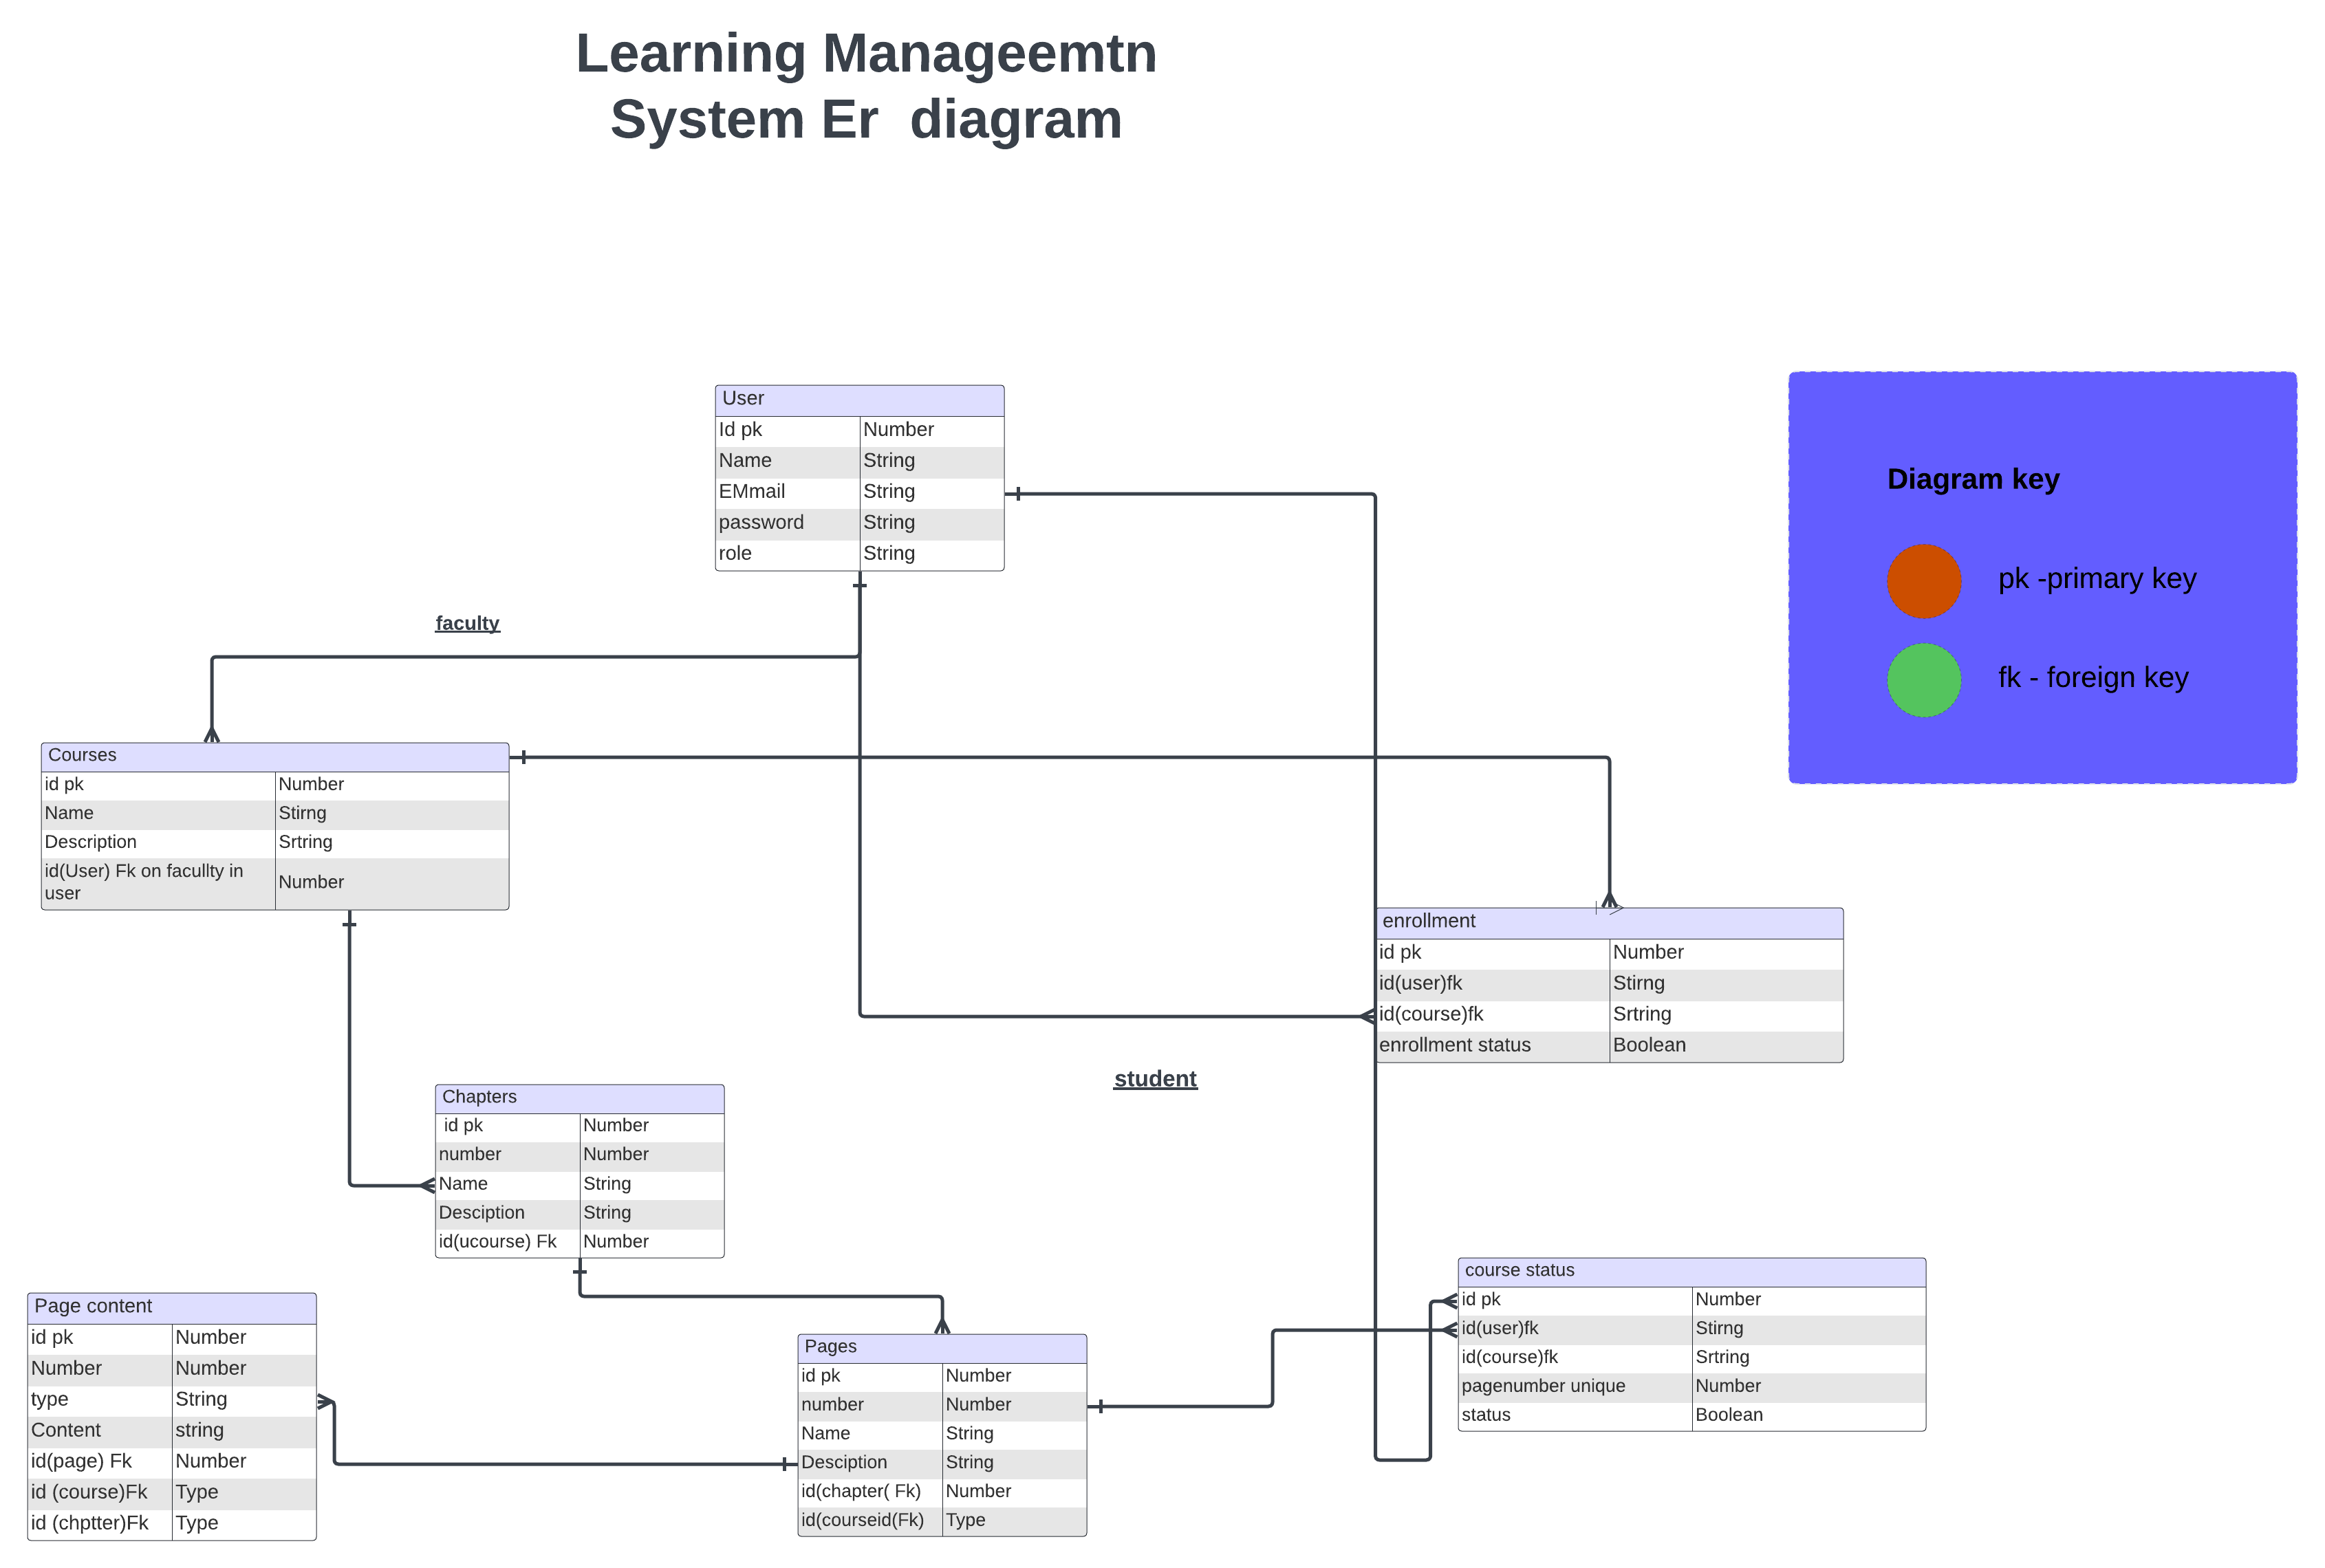 Learning Manageemtn
System Er  diagram
User
Id pk Number
Name String
EMmail String
password String
role String
Diagram key
pk -primary key
fk - foreign key
faculty
Courses
id pk Number
Name Stirng
Description Srtring
id(User) Fk on facullty in
user
Number
enrollment
id pk Number
id(user)fk Stirng
id(course)fk Srtring
enrollment status Boolean
student
Chapters
id pk Number
number Number
Name String
Desciption String
id(ucourse) Fk Number
course status
id pk Number
id(user)fk Stirng
id(course)fk Srtring
pagenumber unique Number
status Boolean
Page content
id pk Number
Number Number
type String
Content string
id(page) Fk Number
id (course)Fk Type
id (chptter)Fk Type
Pages
id pk Number
number Number
Name String
Desciption String
id(chapter( Fk) Number
id(courseid(Fk) Type